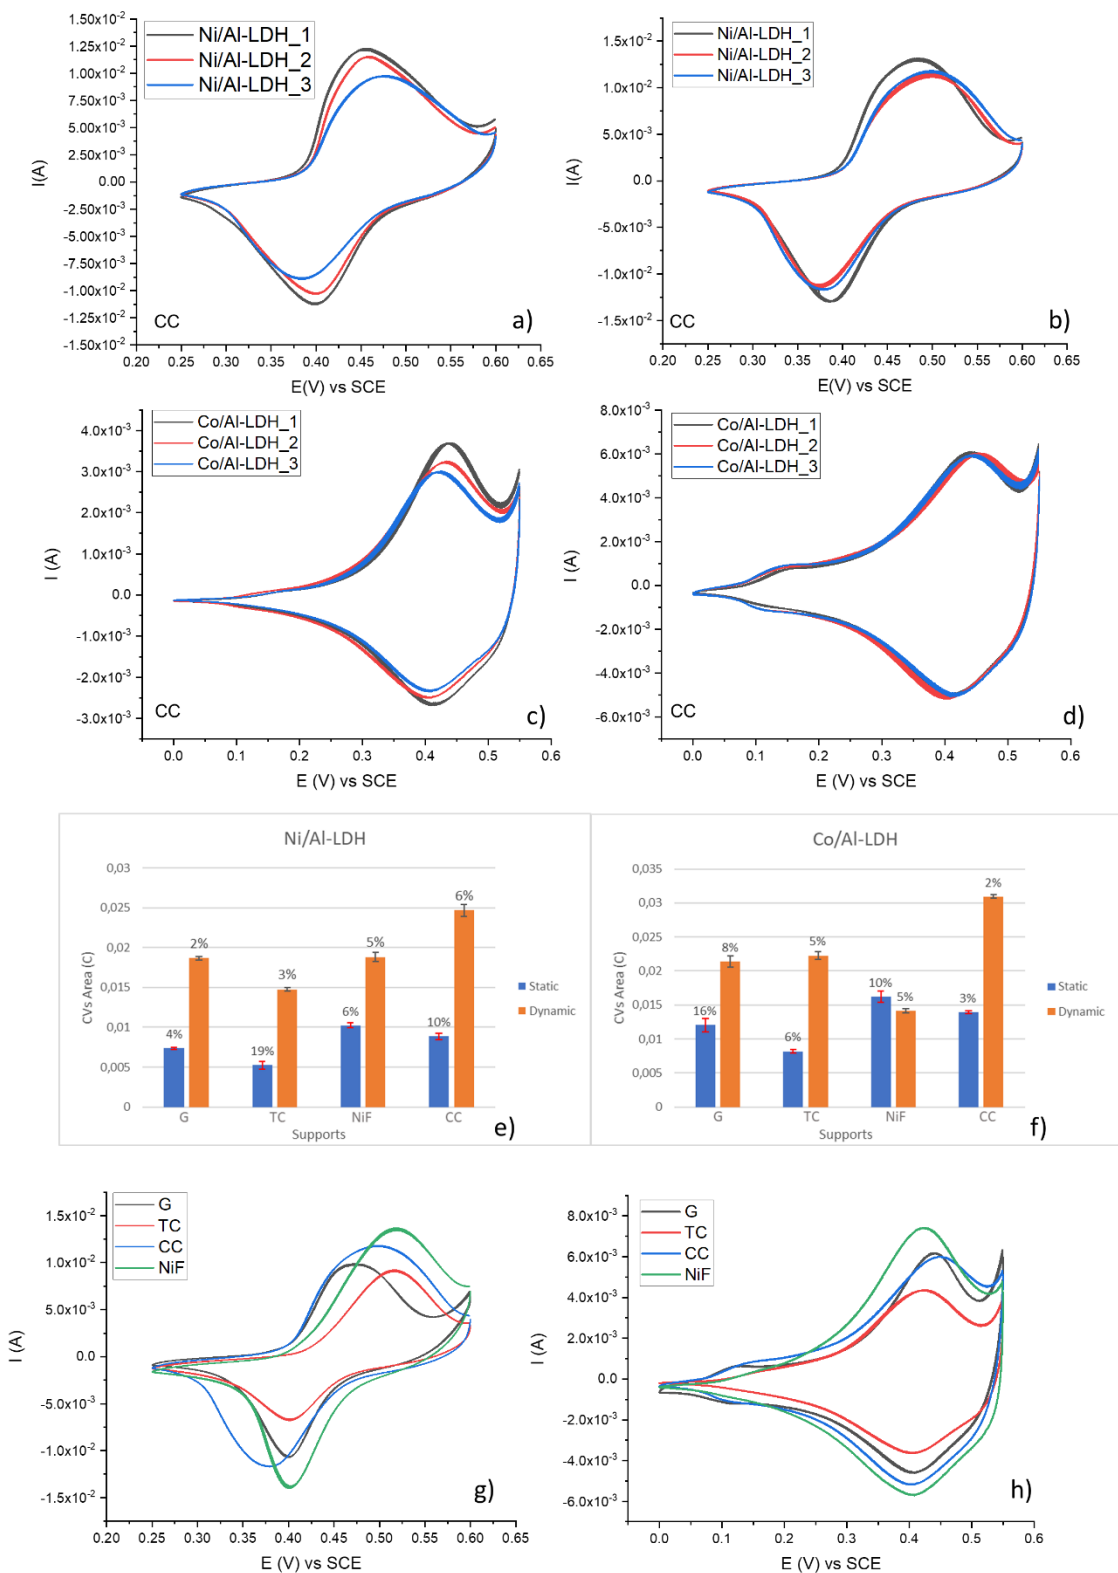 1.50x10⁻²
1.25x10⁻²
1.00x10⁻²
7.50x10⁻³
5.00x10⁻³
2.50x10⁻³
0.00
-2.50x10⁻³
-5.00x10⁻³
-7.50x10⁻³
-1.00x10⁻²
-1.25x10⁻²
-1.50x10⁻²
I(A)
Ni/Al-LDH_1
Ni/Al-LDH_2
Ni/Al-LDH_3
CC
a)
0.20 0.25 0.30 0.35 0.40 0.45 0.50 0.55 0.60 0.65
E(V) vs SCE
1.5x10⁻²
1.0x10⁻²
5.0x10⁻³
0.0
-5.0x10⁻³
-1.0x10⁻²
-1.5x10⁻²
I(A)
Ni/Al-LDH_1
Ni/Al-LDH_2
Ni/Al-LDH_3
CC
b)
0.20 0.25 0.30 0.35 0.40 0.45 0.50 0.55 0.60 0.65
E(V) vs SCE
4.0x10⁻³
3.0x10⁻³
2.0x10⁻³
1.0x10⁻³
0.0
-1.0x10⁻³
-2.0x10⁻³
-3.0x10⁻³
I (A)
Co/Al-LDH_1
Co/Al-LDH_2
Co/Al-LDH_3
CC
c)
0.0 0.1 0.2 0.3 0.4 0.5 0.6
E (V) vs SCE
8.0x10⁻³
6.0x10⁻³
4.0x10⁻³
2.0x10⁻³
0.0
-2.0x10⁻³
-4.0x10⁻³
-6.0x10⁻³
I (A)
Co/Al-LDH_1
Co/Al-LDH_2
Co/Al-LDH_3
CC
d)
0.0 0.1 0.2 0.3 0.4 0.5 0.6
E (V) vs SCE
Ni/Al-LDH
0,03
0,025
0,02
0,015
0,01
0,005
0
CVs Area (C)
4% 2% 19% 3% 6% 5% 10% 6%
Static
Dynamic
G TC NiF CC
Supports
e)
Co/Al-LDH
0,035
0,03
0,025
0,02
0,015
0,01
0,005
0
16% 8% 6% 5% 10% 5% 3% 2%
Static
Dynamic
G TC NiF CC
Supports
f)
1.5x10⁻²
1.0x10⁻²
5.0x10⁻³
0.0
-5.0x10⁻³
-1.0x10⁻²
-1.5x10⁻²
I (A)
G
TC
CC
NiF
g)
0.20 0.25 0.30 0.35 0.40 0.45 0.50 0.55 0.60 0.65
E (V) vs SCE
8.0x10⁻³
6.0x10⁻³
4.0x10⁻³
2.0x10⁻³
0.0
-2.0x10⁻³
-4.0x10⁻³
-6.0x10⁻³
I (A)
G
TC
CC
NiF
h)
0.0 0.1 0.2 0.3 0.4 0.5 0.6
E (V) vs SCE